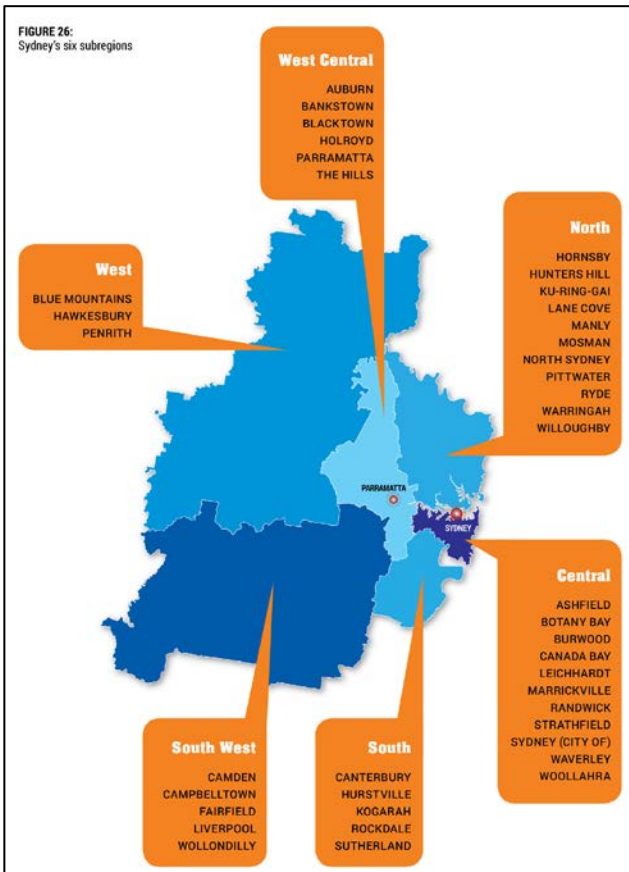 FIGURE 26:
Sydney's six subregions
West Central
AUBURN
BANKSTOWN
BLACKTOWN
HOLROYD
PARRAMATTA
THE HILLS
North
HORNSBY
HUNTERS HILL
KU-RING-GAI
LANE COVE
MANLY
MOSMAN
NORTH SYDNEY
PITTWATER
RYDE
WARRINGAH
WILLOUGHBY
West
BLUE MOUNTAINS
HAWKESBURY
PENRITH
PARRAMATTA
SYDNEY
Central
ASHFIELD
BOTANY BAY
BURWOOD
CANADA BAY
LEICHHARDT
MARRICKVILLE
RANDWICK
STRATHFIELD
SYDNEY (CITY OF)
WAVERLEY
WOOLLAHRA
South West
CAMDEN
CAMPBELLTOWN
FAIRFIELD
LIVERPOOL
WOLLONDILLY
South
CANTERBURY
HURSTVILLE
KOGARAH
ROCKDALE
SUTHERLAND